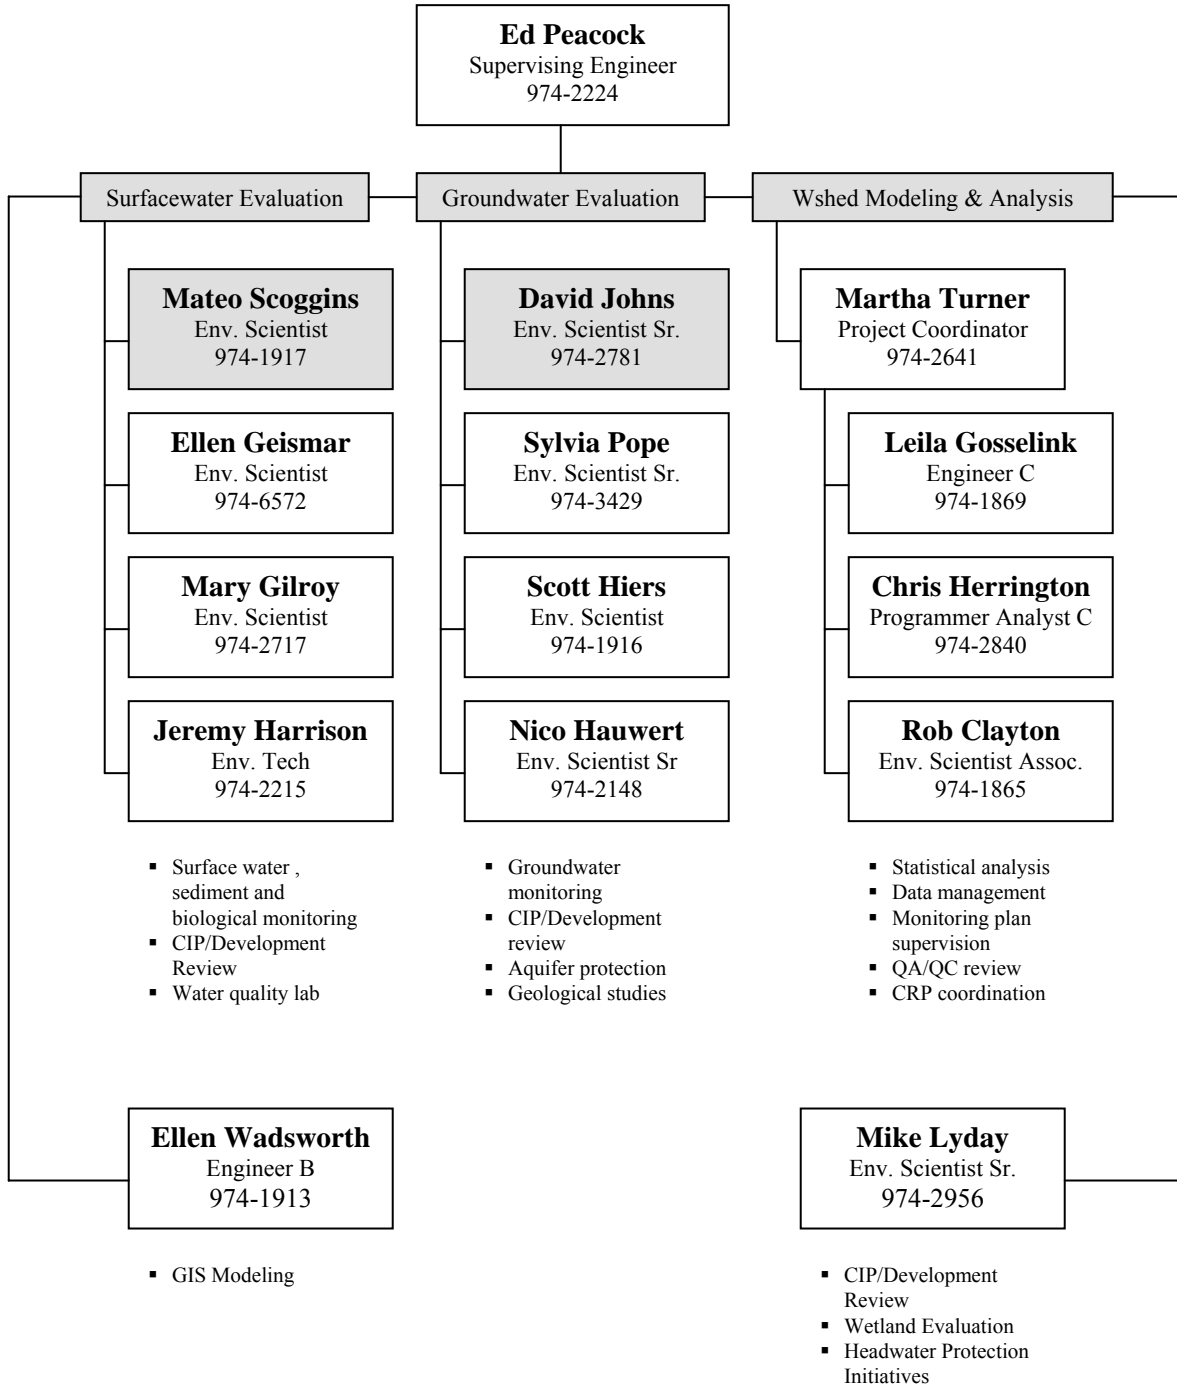 Ed Peacock
Supervising Engineer
974-2224
Surfacewater Evaluation
Groundwater Evaluation
Wshed Modeling & Analysis
Mateo Scoggins
Env. Scientist
974-1917
Ellen Geismar
Env. Scientist
974-6572
Mary Gilroy
Env. Scientist
974-2717
Jeremy Harrison
Env. Tech
974-2215
▪ Surface water ,
sediment and
biological monitoring
▪ CIP/Development
Review
▪ Water quality lab
David Johns
Env. Scientist Sr.
974-2781
Sylvia Pope
Env. Scientist Sr.
974-3429
Scott Hiers
Env. Scientist
974-1916
Nico Hauwert
Env. Scientist Sr
974-2148
▪ Groundwater
monitoring
▪ CIP/Development
review
▪ Aquifer protection
▪ Geological studies
Martha Turner
Project Coordinator
974-2641
Leila Gosselink
Engineer C
974-1869
Chris Herrington
Programmer Analyst C
974-2840
Rob Clayton
Env. Scientist Assoc.
974-1865
▪ Statistical analysis
▪ Data management
▪ Monitoring plan
supervision
▪ QA/QC review
▪ CRP coordination
Ellen Wadsworth
Engineer B
974-1913
▪ GIS Modeling
Mike Lyday
Env. Scientist Sr.
974-2956
▪ CIP/Development
Review
▪ Wetland Evaluation
▪ Headwater Protection
Initiatives